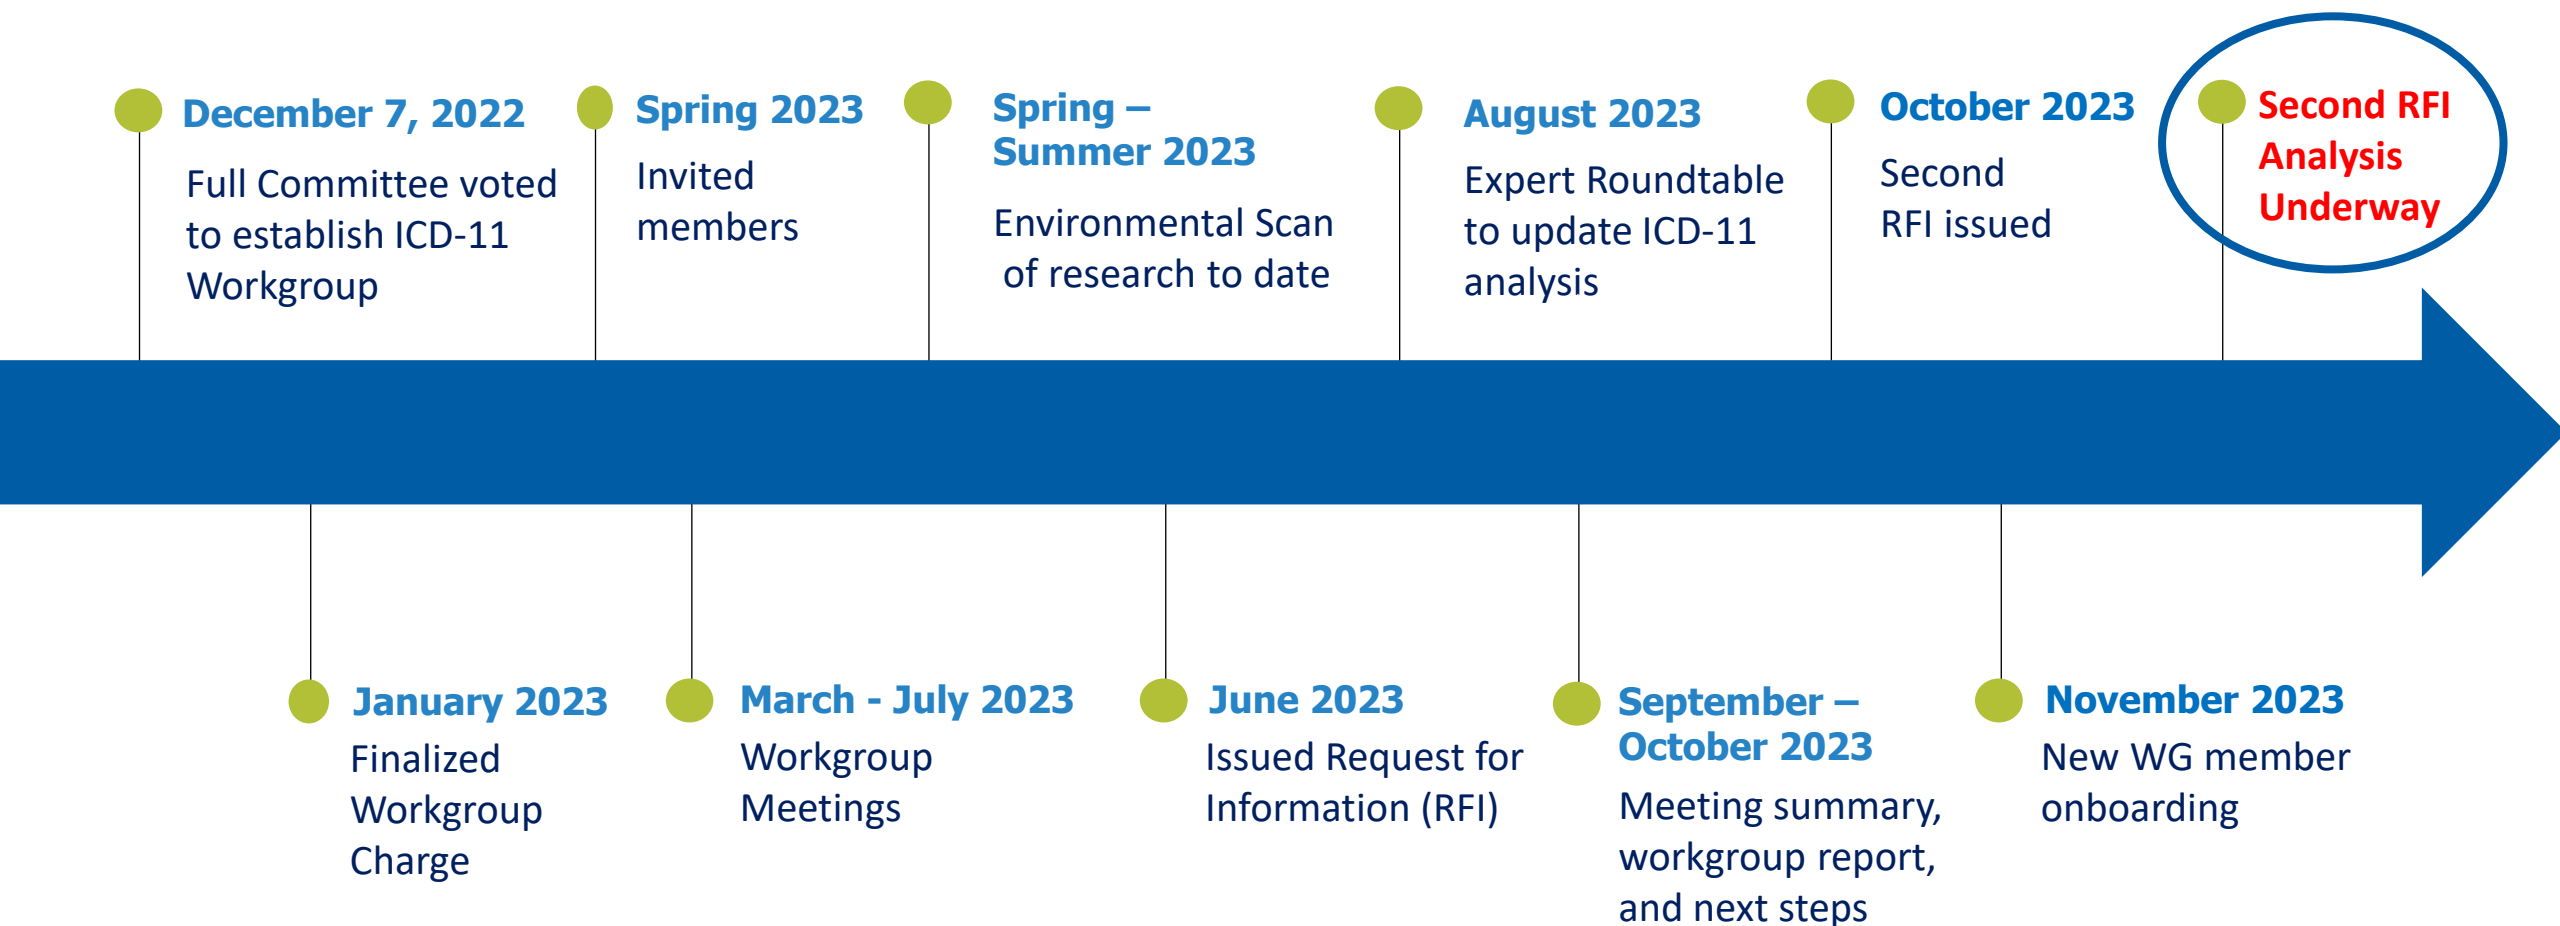 December 7, 2022
Full Committee voted
to establish ICD-11
Workgroup
Spring 2023
Invited
members
Spring –
Summer 2023
Environmental Scan
of research to date
August 2023
Expert Roundtable
to update ICD-11
analysis
October 2023
Second
RFI issued
Second RFI
Analysis
Underway
January 2023
Finalized
Workgroup
Charge
March - July 2023
Workgroup
Meetings
June 2023
Issued Request for
Information (RFI)
September –
October 2023
Meeting summary,
workgroup report,
and next steps
November 2023
New WG member
onboarding